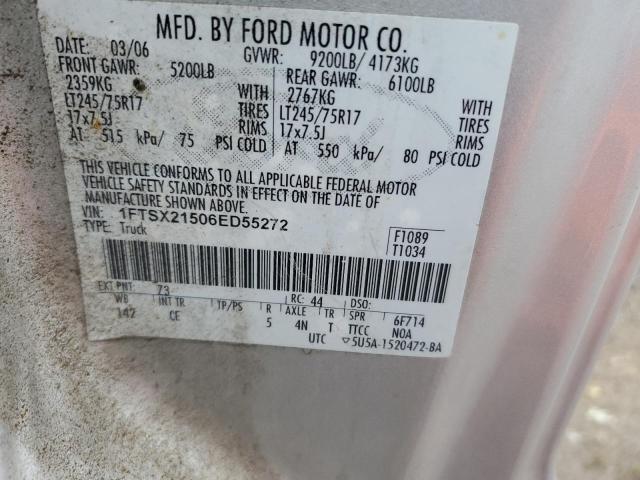 MFD. BY FORD MOTOR CO.
DATE: 03/06 GVWR: 9200LB/ 4173KG
FRONT GAWR: 5200LB REAR GAWR: 6100LB
2359KG WITH 2767KG WITH
LT245/75R17 TIRES LT245/75R17 TIRES
17x7.5J RIMS 17x7.5J RIMS
AT 515 kPa/ 75 PSI COLD AT 550 kPa/ 80 PSI COLD
THIS VEHICLE CONFORMS TO ALL APPLICABLE FEDERAL MOTOR
VEHICLE SAFETY STANDARDS IN EFFECT ON THE DATE OF
MANUFACTURE SHOWN ABOVE.
VIN: 1FTSX21506ED55272
TYPE: Truck
F1089
T1034
EXT PNT: Z3 RC: 44 DSO:
WB INT TR TP/PS R AXLE TR SPR 6F714
142 CE 5 4N T TTCC NOA
UTC ▽5U5A-1520472-BA